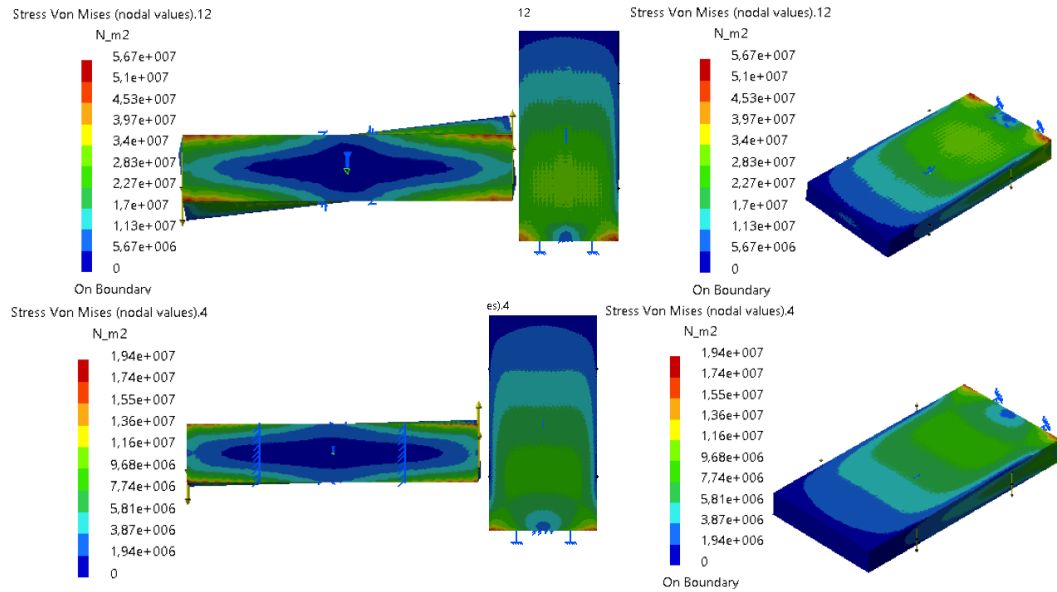 Stress Von Mises (nodal values).12
N_m2
5,67e+007
5,1e+007
4,53e+007
3,97e+007
3,4e+007
2,83e+007
2,27e+007
1,7e+007
1,13e+007
5,67e+006
0
On Boundary
12
Stress Von Mises (nodal values).12
N_m2
5,67e+007
5,1e+007
4,53e+007
3,97e+007
3,4e+007
2,83e+007
2,27e+007
1,7e+007
1,13e+007
5,67e+006
0
On Boundary
Stress Von Mises (nodal values).4
N_m2
1,94e+007
1,74e+007
1,55e+007
1,36e+007
1,16e+007
9,68e+006
7,74e+006
5,81e+006
3,87e+006
1,94e+006
0
es).4
Stress Von Mises (nodal values).4
N_m2
1,94e+007
1,74e+007
1,55e+007
1,36e+007
1,16e+007
9,68e+006
7,74e+006
5,81e+006
3,87e+006
1,94e+006
0
On Boundary